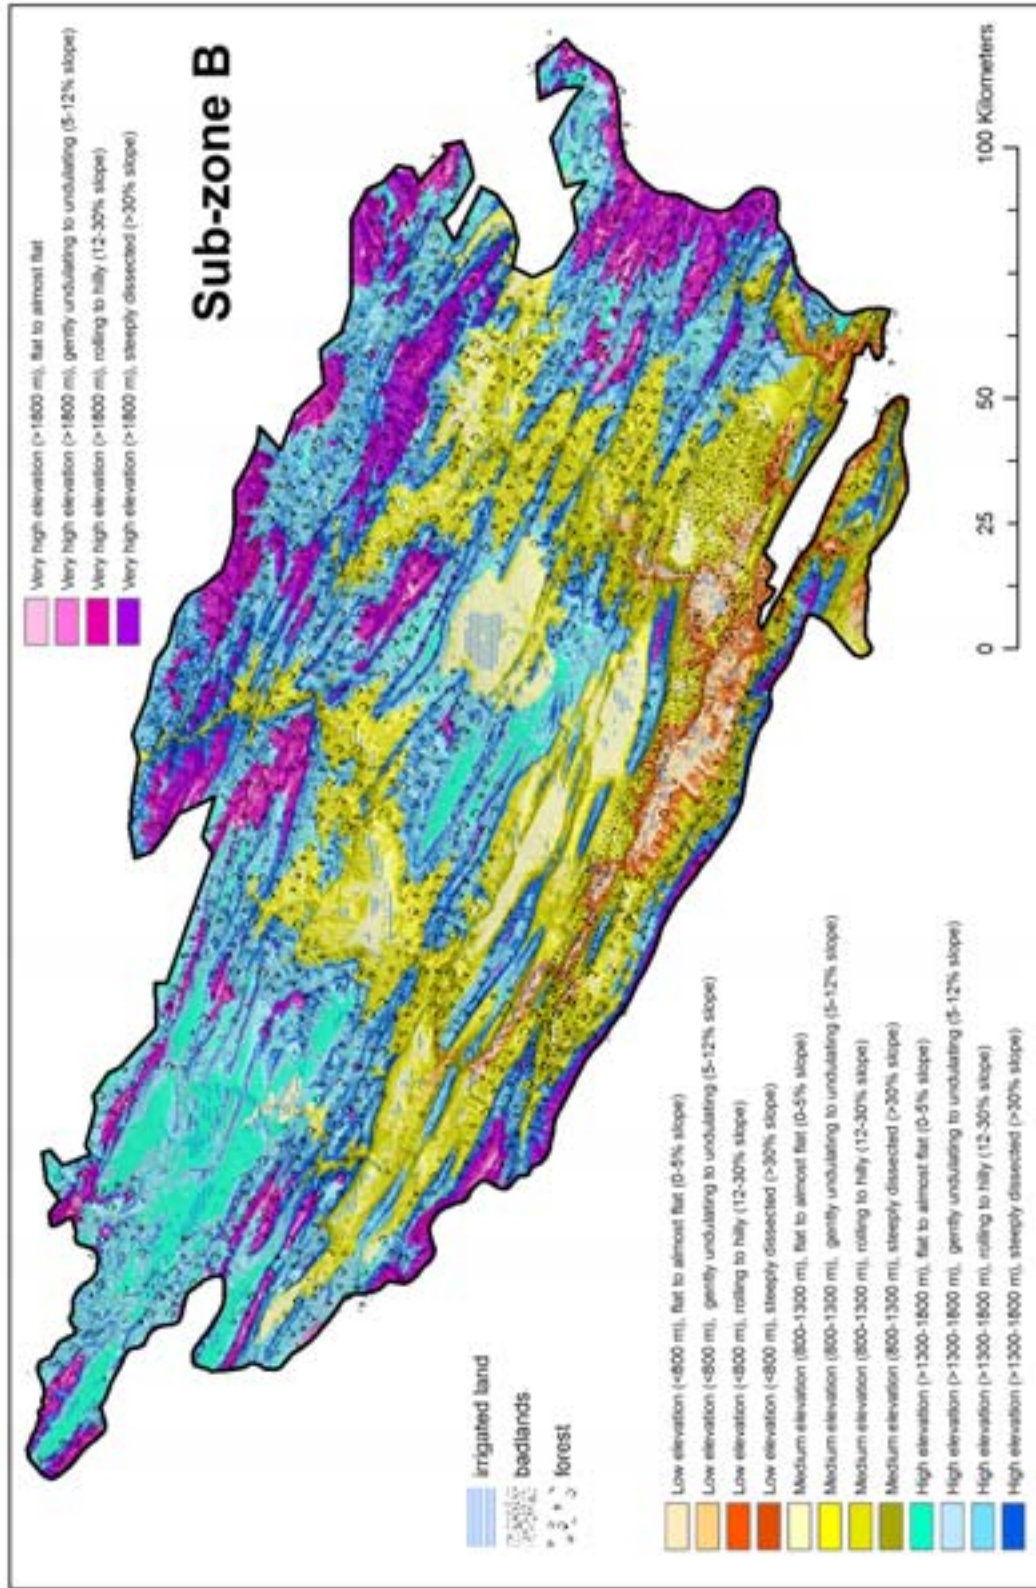 Sub-zone B
Very high elevation (>1800 m), flat to almost flat
Very high elevation (>1800 m), gently undulating to undulating (5-12% slope)
Very high elevation (>1800 m), rolling to hilly (12-30% slope)
Very high elevation (>1800 m), steeply dissected (>30% slope)
irrigated land
badlands
forest
Low elevation (<800 m), flat to almost flat (0-5% slope)
Low elevation (<800 m), gently undulating to undulating (5-12% slope)
Low elevation (<800 m), rolling to hilly (12-30% slope)
Low elevation (<800 m), steeply dissected (>30% slope)
Medium elevation (800-1300 m), flat to almost flat (0-5% slope)
Medium elevation (800-1300 m), gently undulating to undulating (5-12% slope)
Medium elevation (800-1300 m), rolling to hilly (12-30% slope)
Medium elevation (800-1300 m), steeply dissected (>30% slope)
High elevation (>1300-1800 m), flat to almost flat (0-5% slope)
High elevation (>1300-1800 m), gently undulating to undulating (5-12% slope)
High elevation (>1300-1800 m), rolling to hilly (12-30% slope)
High elevation (>1300-1800 m), steeply dissected (>30% slope)
0 25 50 100 Kilometers